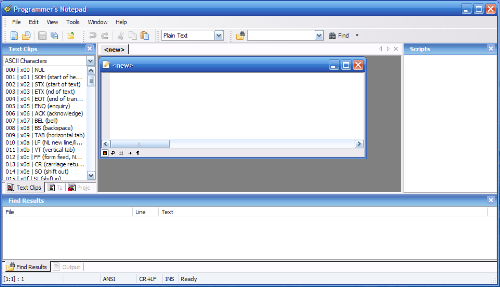 Programmer's Notepad
File Edit View Tools Window Help
Plain Text
Find
Text Clips
ASCII Characters
000 | x00 | NUL
001 | x01 | SOH (start of he...
002 | x02 | STX (start of text)
003 | x03 | ETX (nd of text)
004 | x04 | EOT (end of tran...
005 | x05 | ENQ (enquiry)
006 | x06 | ACK (acknowledge)
007 | x07 | BEL (bell)
008 | x08 | BS (backspace)
009 | x09 | TAB (horizontal tab)
010 | x0a | LF (NL new line/l...
011 | x0b | VT (vertical tab)
012 | x0c | FF (form feed, N...
013 | x0d | CR (carriage retu...
014 | x0e | SO (shift out)
015 | x0f | SI (shift in)
Text Clips
Proje
<new>
<new>
Scripts
Find Results
File Line Text
Find Results Output
[1:1] : 1 ANSI CR+LF INS Ready